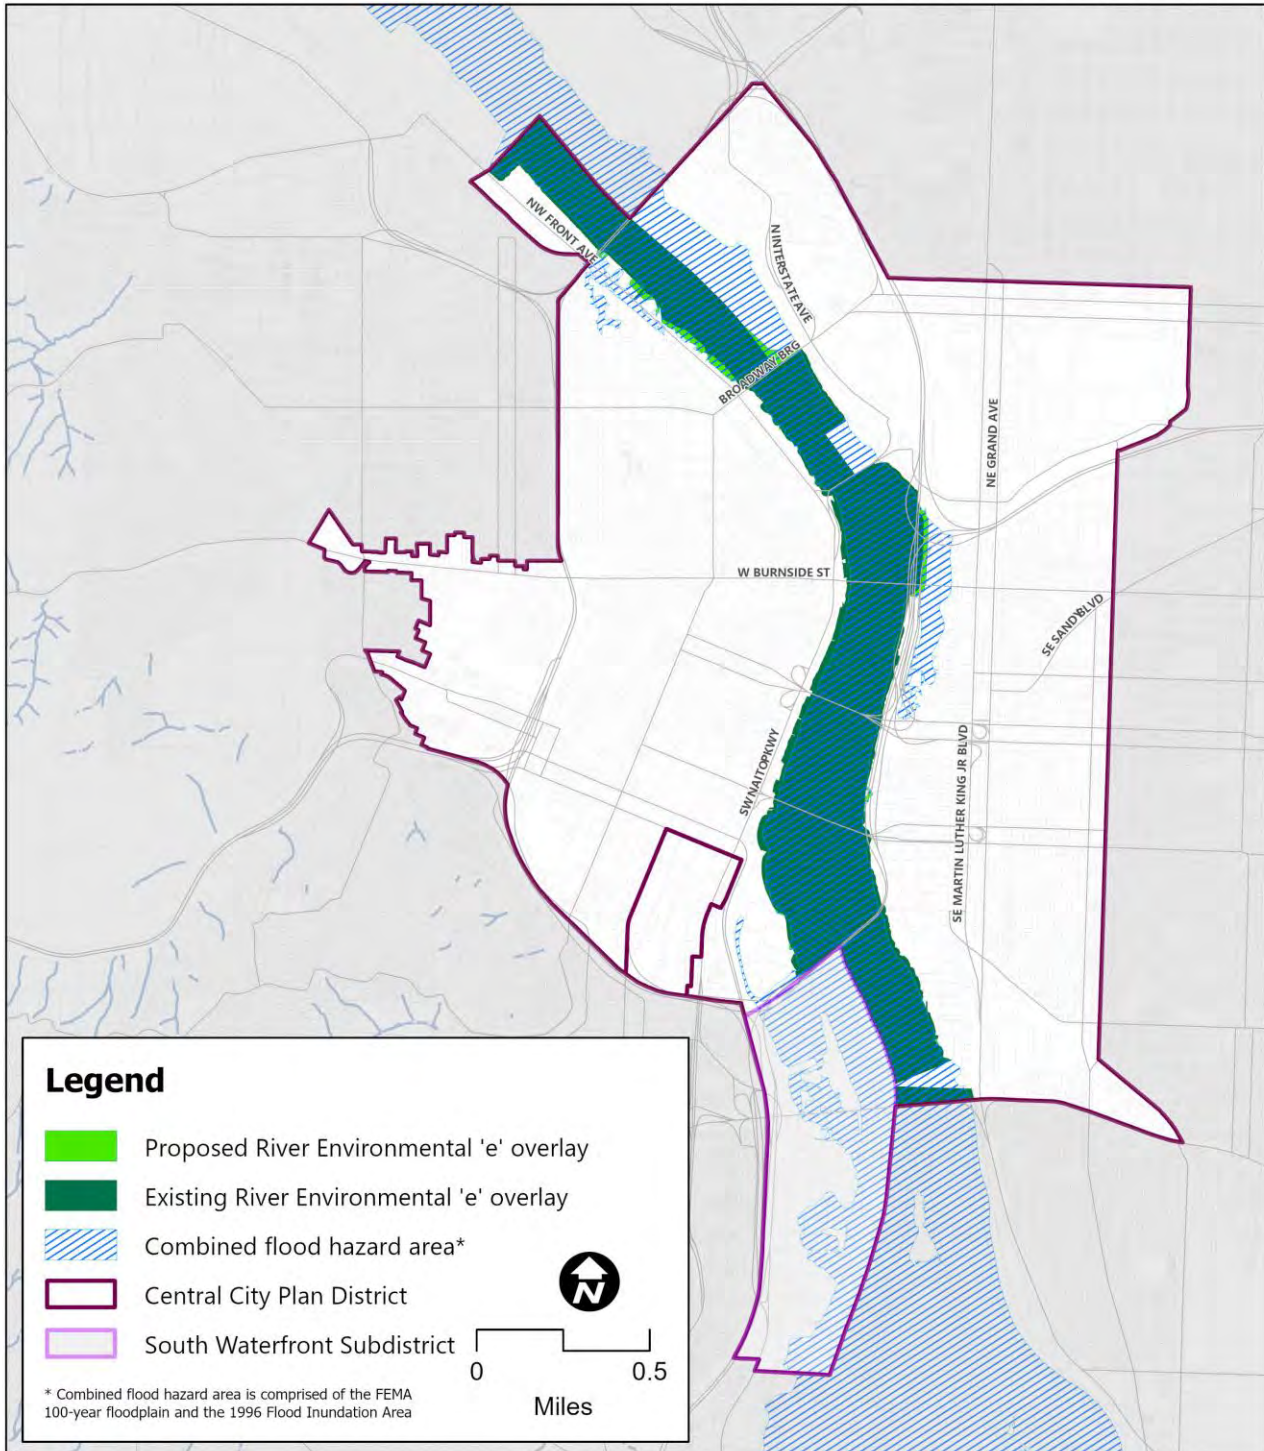 NW FRONT AVE
N INTERSTATE AVE
BROADWAY BRG
NE GRAND AVE
W BURNSIDE ST
SE SANDY BLVD
SW NAITO PKWY
SE MARTIN LUTHER KING JR BLVD
Legend
Proposed River Environmental 'e' overlay
Existing River Environmental 'e' overlay
Combined flood hazard area*
Central City Plan District
South Waterfront Subdistrict
* Combined flood hazard area is comprised of the FEMA
100-year floodplain and the 1996 Flood Inundation Area
N
0 0.5
Miles